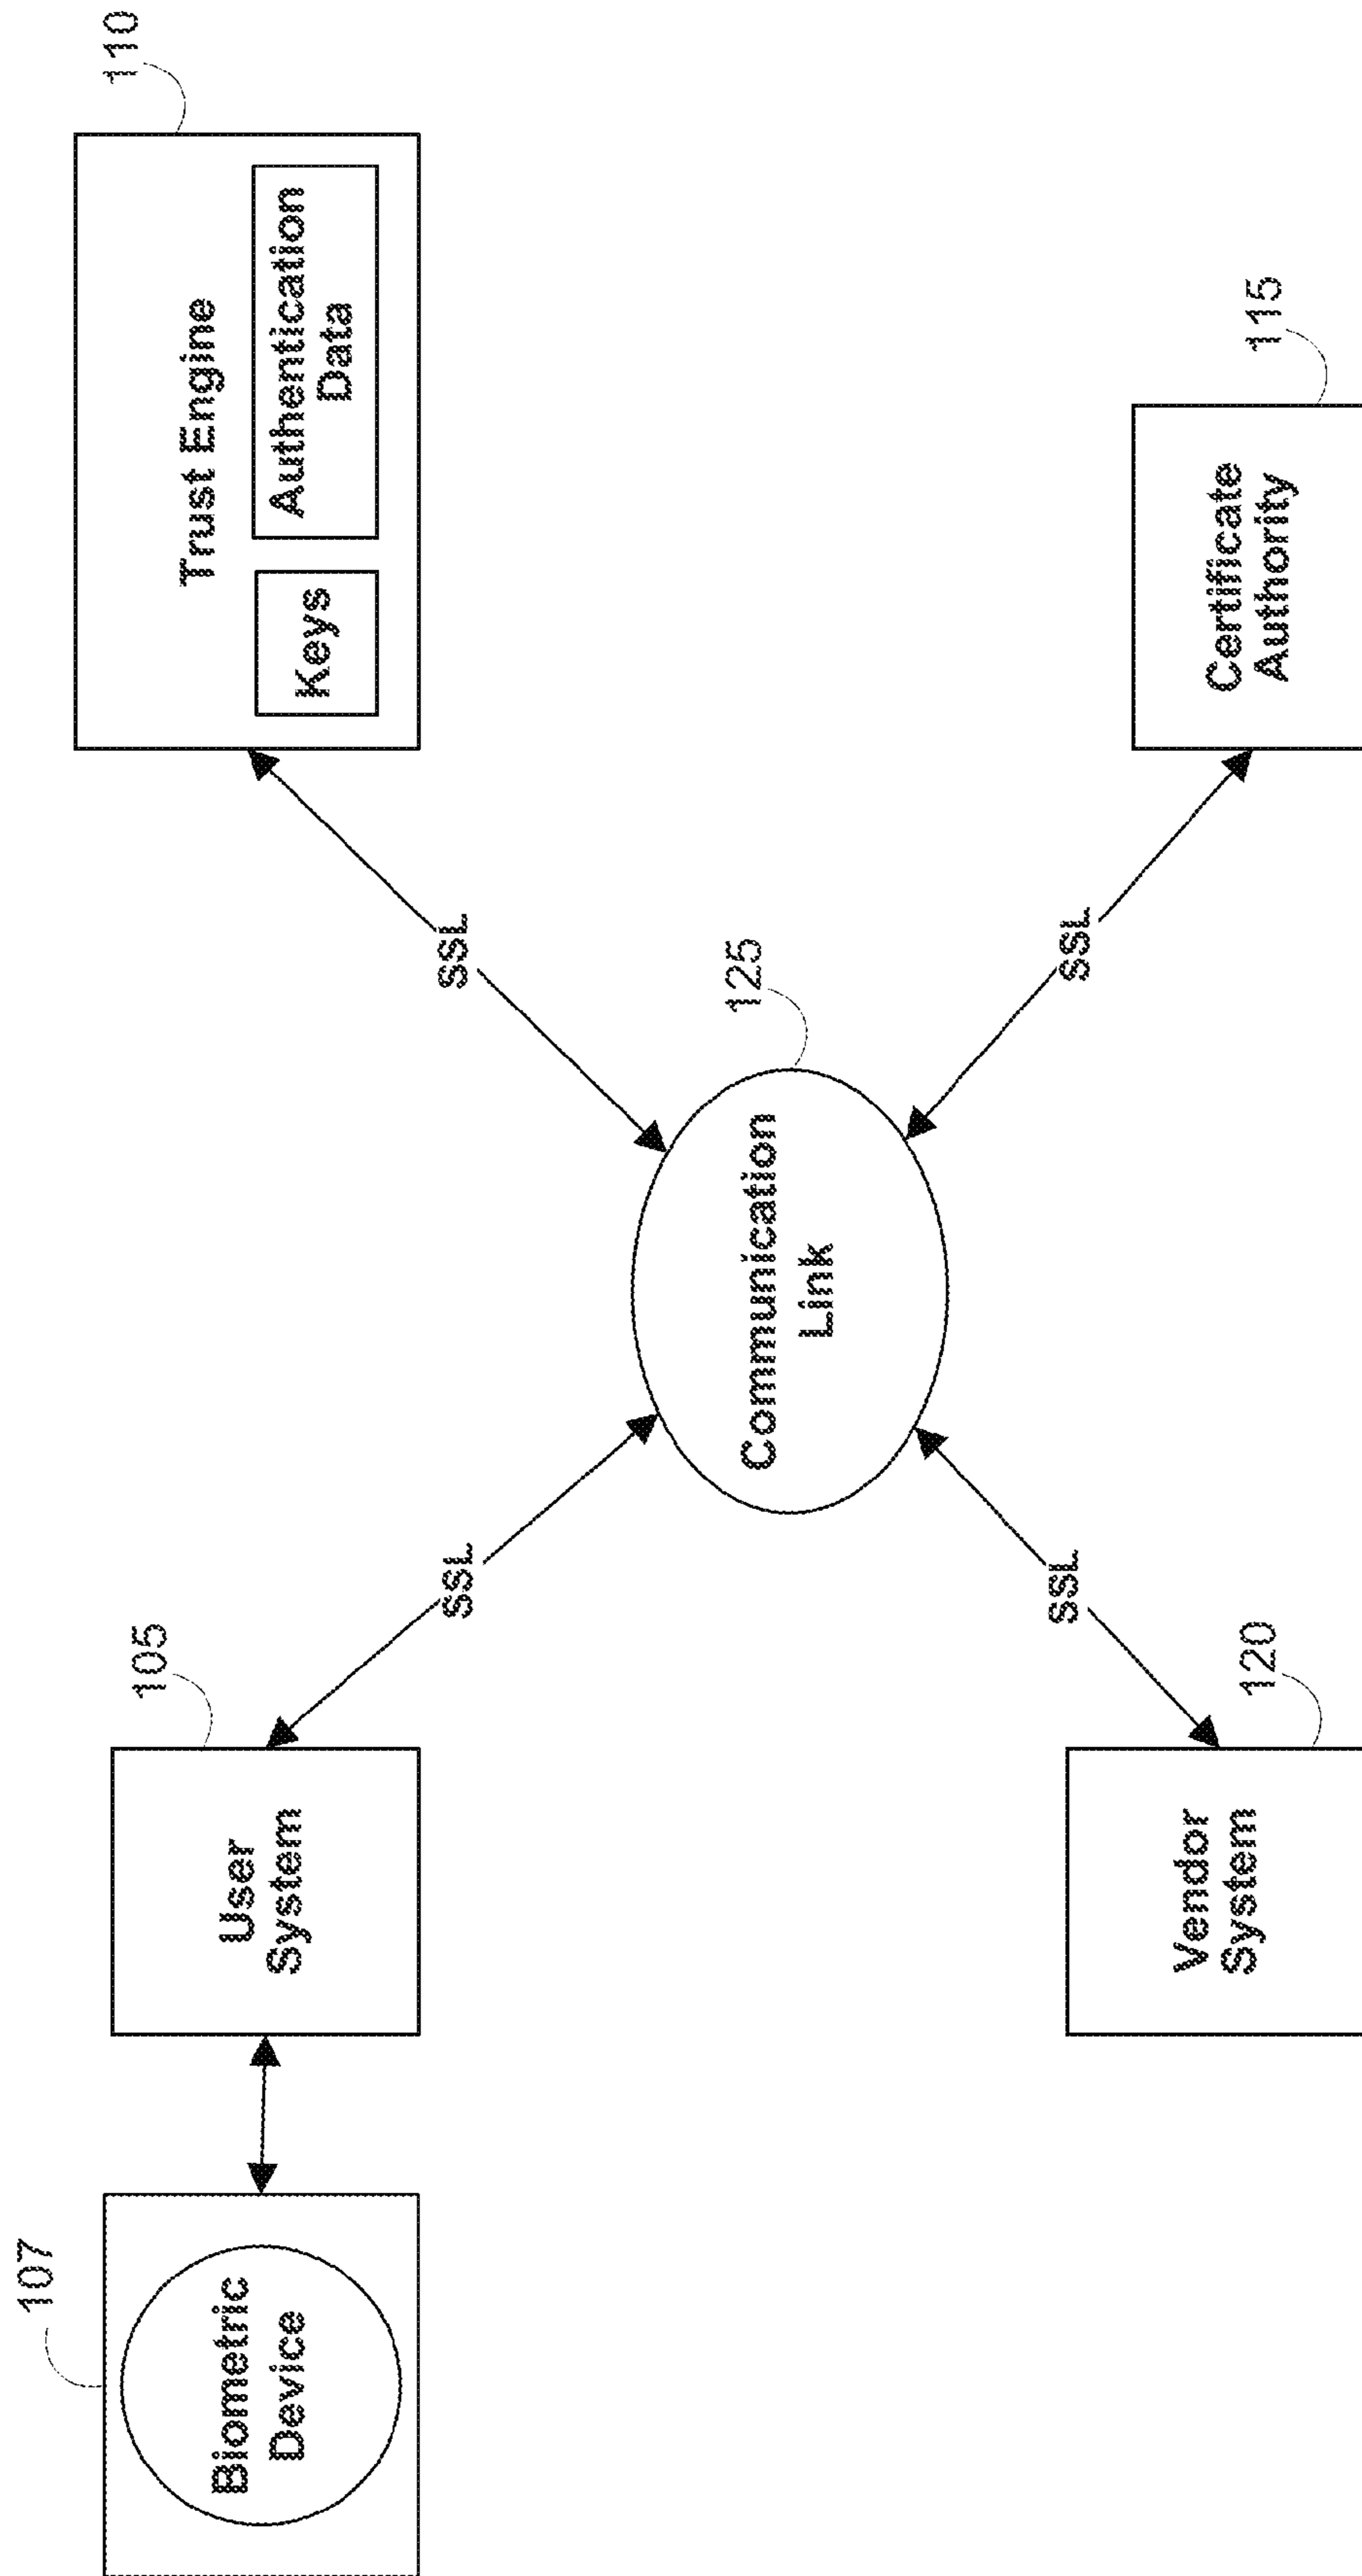 107
Biometric
Device
105
User
System
SSL
110
Trust Engine
Keys
Authentication
Data
SSL
125
Communication
Link
120
Vendor
System
SSL
115
Certificate
Authority
SSL